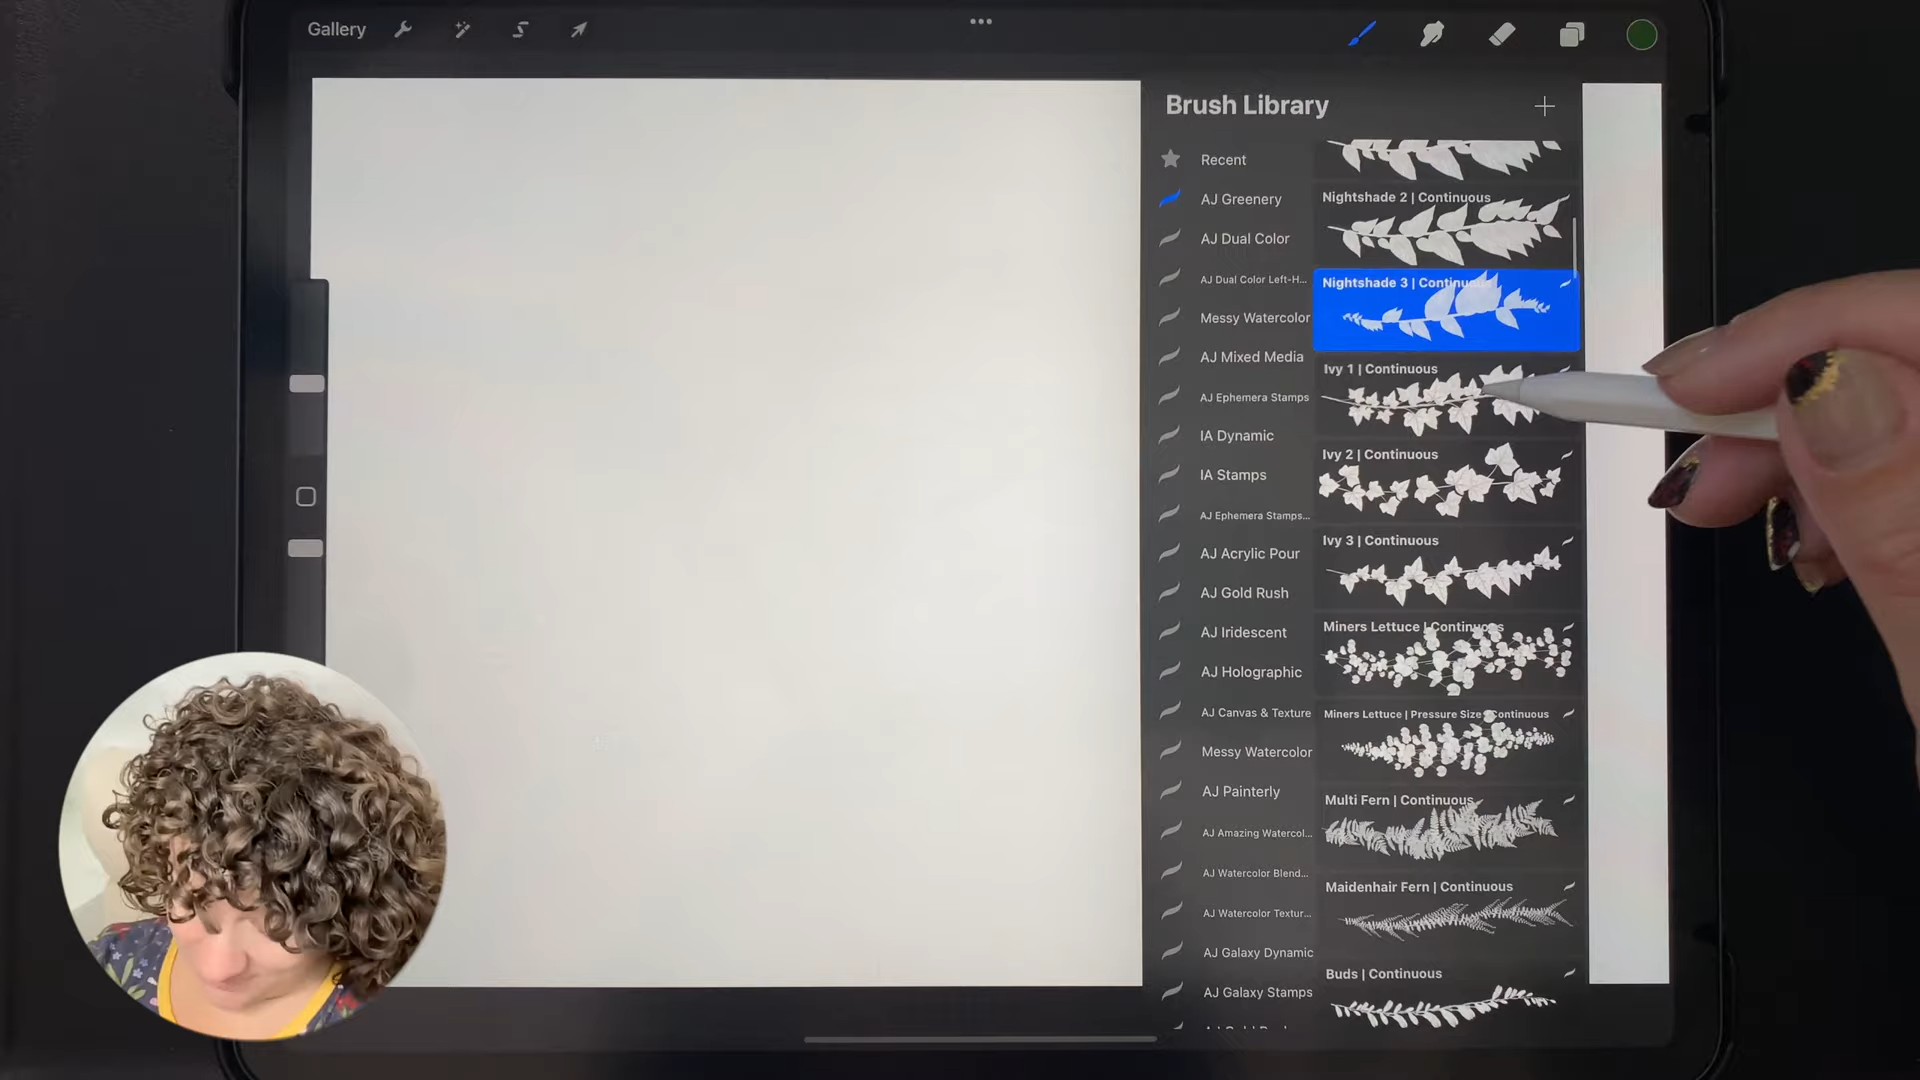 Gallery
Brush Library
Recent
AJ Greenery
AJ Dual Color
AJ Dual Color Left-H...
Messy Watercolor
AJ Mixed Media
AJ Ephemera Stamps
IA Dynamic
IA Stamps
AJ Ephemera Stamps...
AJ Acrylic Pour
AJ Gold Rush
AJ Iridescent
AJ Holographic
AJ Canvas & Texture
Messy Watercolor
AJ Painterly
AJ Amazing Watercol...
AJ Watercolor Blend...
AJ Watercolor Textur...
AJ Galaxy Dynamic
AJ Galaxy Stamps
Nightshade 2 | Continuous
Nightshade 3 | Continuous
Ivy 1 | Continuous
Ivy 2 | Continuous
Ivy 3 | Continuous
Miners Lettuce | Continuous
Miners Lettuce | Pressure Size | Continuous
Multi Fern | Continuous
Maidenhair Fern | Continuous
Buds | Continuous